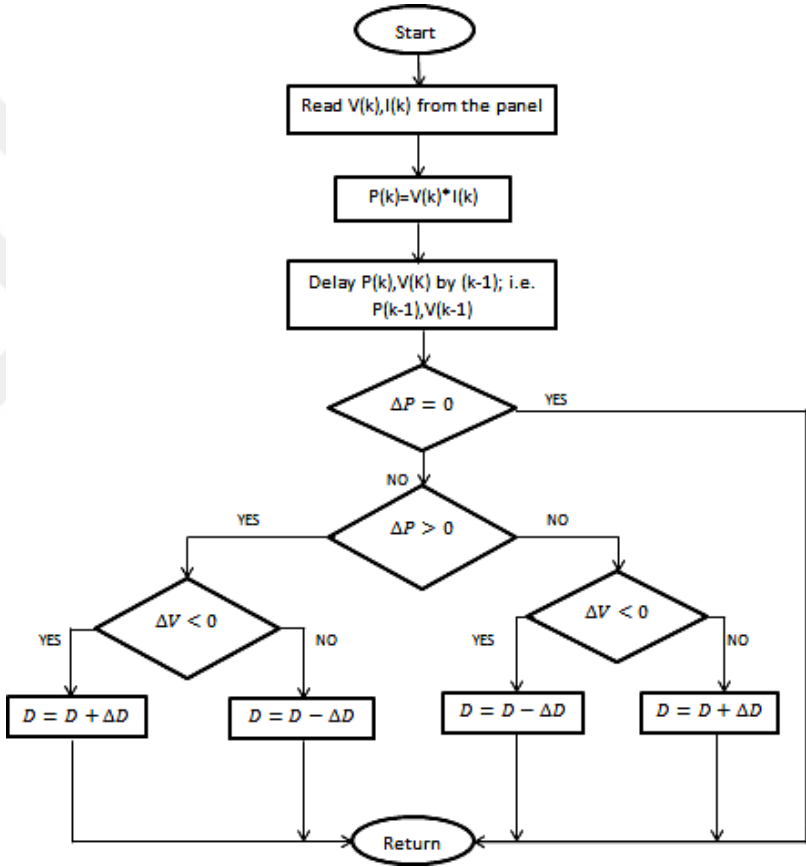 Start
Read V(k),I(k) from the panel
P(k)=V(k)*I(k)
Delay P(k),V(K) by (k-1); i.e.
P(k-1),V(k-1)
ΔP = 0
YES
NO
ΔP > 0
YES
NO
ΔV < 0
YES
NO
ΔV < 0
YES
NO
D = D + ΔD
D = D − ΔD
D = D − ΔD
D = D + ΔD
Return